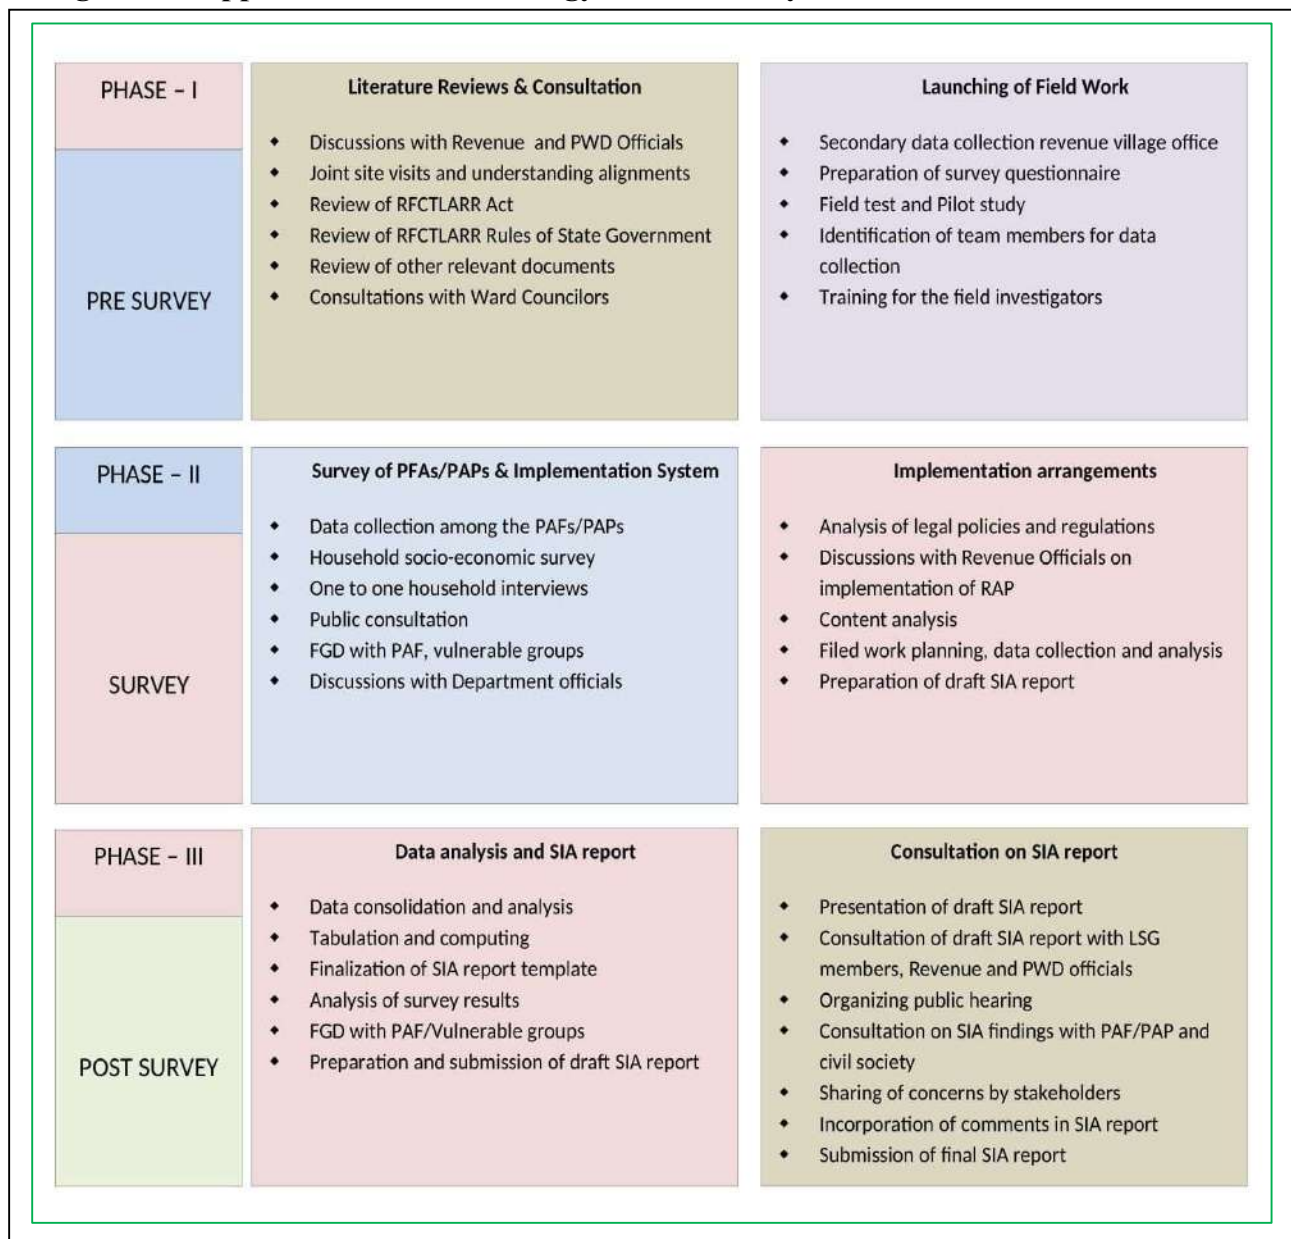 PHASE – I
PRE SURVEY
Literature Reviews & Consultation
Discussions with Revenue and PWD Officials
Joint site visits and understanding alignments
Review of RFCTLARR Act
Review of RFCTLARR Rules of State Government
Review of other relevant documents
Consultations with Ward Councilors
Launching of Field Work
Secondary data collection revenue village office
Preparation of survey questionnaire
Field test and Pilot study
Identification of team members for data
collection
Training for the field investigators
PHASE – II
SURVEY
Survey of PFAs/PAPs & Implementation System
Data collection among the PAFs/PAPs
Household socio-economic survey
One to one household interviews
Public consultation
FGD with PAF, vulnerable groups
Discussions with Department officials
Implementation arrangements
Analysis of legal policies and regulations
Discussions with Revenue Officials on
implementation of RAP
Content analysis
Filed work planning, data collection and analysis
Preparation of draft SIA report
PHASE – III
POST SURVEY
Data analysis and SIA report
Data consolidation and analysis
Tabulation and computing
Finalization of SIA report template
Analysis of survey results
FGD with PAF/Vulnerable groups
Preparation and submission of draft SIA report
Consultation on SIA report
Presentation of draft SIA report
Consultation of draft SIA report with LSG
members, Revenue and PWD officials
Organizing public hearing
Consultation on SIA findings with PAF/PAP and
civil society
Sharing of concerns by stakeholders
Incorporation of comments in SIA report
Submission of final SIA report